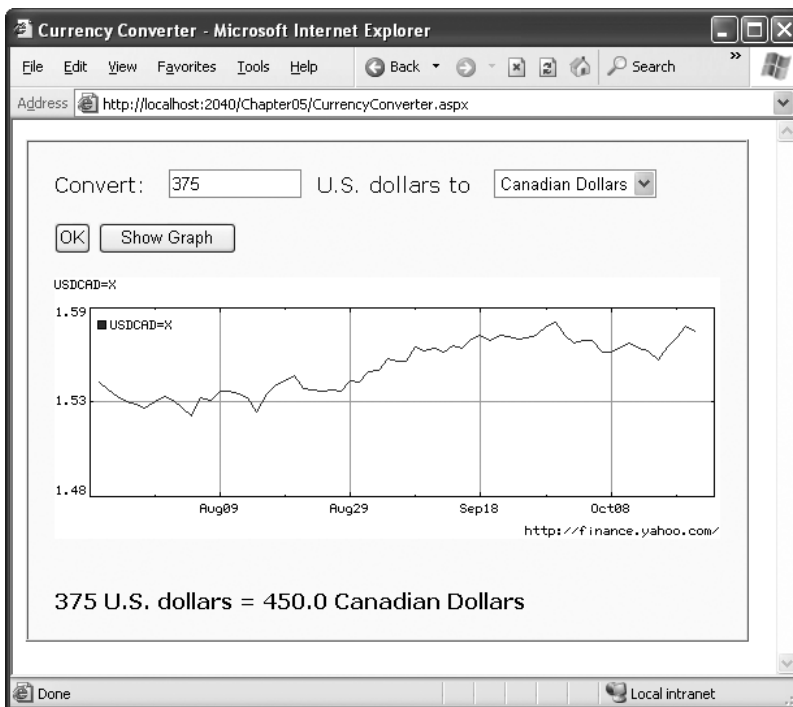 Currency Converter - Microsoft Internet Explorer
File Edit View Favorites Tools Help Back Search »
Address http://localhost:2040/Chapter05/CurrencyConverter.aspx
Convert: 375 U.S. dollars to Canadian Dollars
OK Show Graph
USDCAD=X
1.59
USDCAD=X
1.53
1.48
Aug09 Aug29 Sep18 Oct08
http://finance.yahoo.com/
375 U.S. dollars = 450.0 Canadian Dollars
Done Local intranet